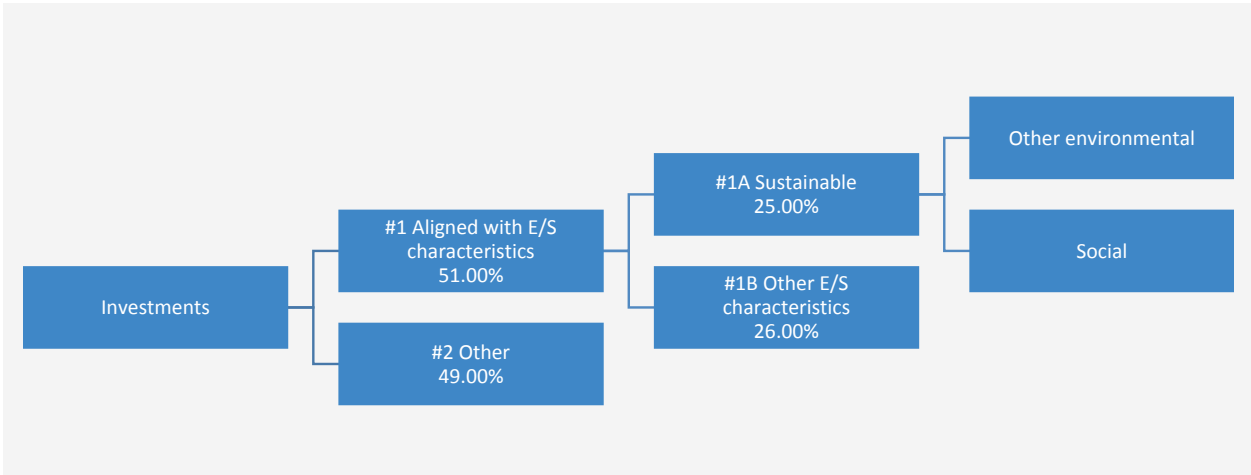 Investments
#1 Aligned with E/S
characteristics
51.00%
#2 Other
49.00%
#1A Sustainable
25.00%
#1B Other E/S
characteristics
26.00%
Other environmental
Social